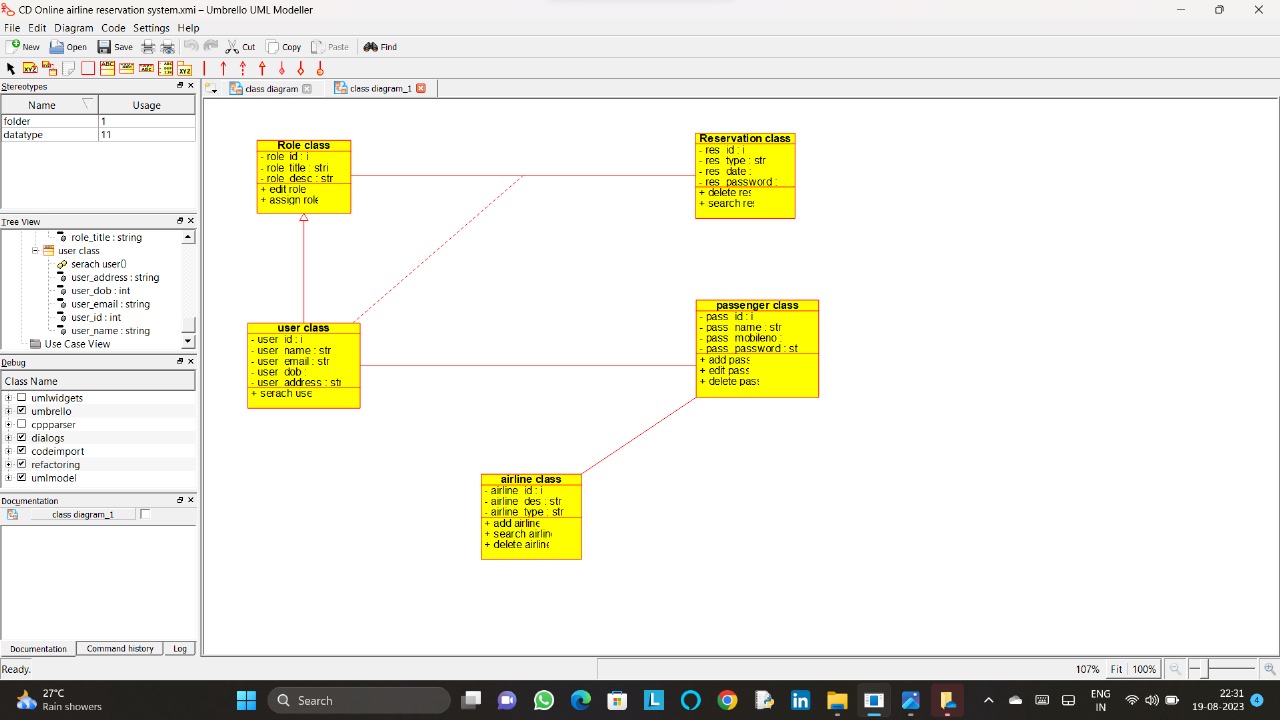 CD Online airline reservation system.xmi – Umbrello UML Modeller
File Edit Diagram Code Settings Help
New Open Save Cut Copy Paste Find
Stereotypes
Name Usage
folder 1
datatype 11
Tree View
role_title : string
user class
serach user()
user_address : string
user_dob : int
user_email : string
user_id : int
user_name : string
Use Case View
Debug
Class Name
umlwidgets
umbrello
cppparser
dialogs
codeimport
refactoring
umlmodel
Documentation
class diagram_1
Documentation Command history Log
class diagram class diagram_1
Role class
- role_id : i
- role_title : stri
- role_desc : str
+ edit role
+ assign role
Reservation class
- res_id : i
- res_type : str
- res_date :
- res_password :
+ delete res
+ search res
user class
- user_id : i
- user_name : str
- user_email : str
- user_dob :
- user_address : stri
+ serach use
passenger class
- pass_id : i
- pass_name : str
- pass_mobileno :
- pass_password : st
+ add pass
+ edit pass
+ delete pass
airline class
- airline_id : i
- airline_des : str
- airline_type : str
+ add airline
+ search airlin
+ delete airline
Ready.
107% Fit 100%
27°C
Rain showers
Search
ENG
IN
22:31
19-08-2023
4